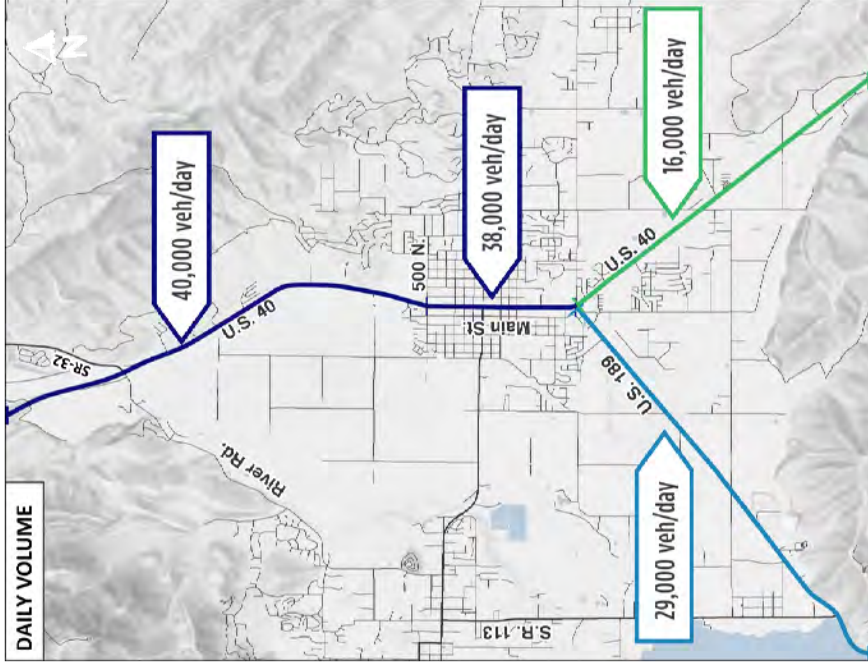 DAILY VOLUME
N
SR-32
40,000 veh/day
U.S. 40
River Rd.
500 N.
38,000 veh/day
Main St.
16,000 veh/day
U.S. 40
U.S. 189
29,000 veh/day
S.R. 113